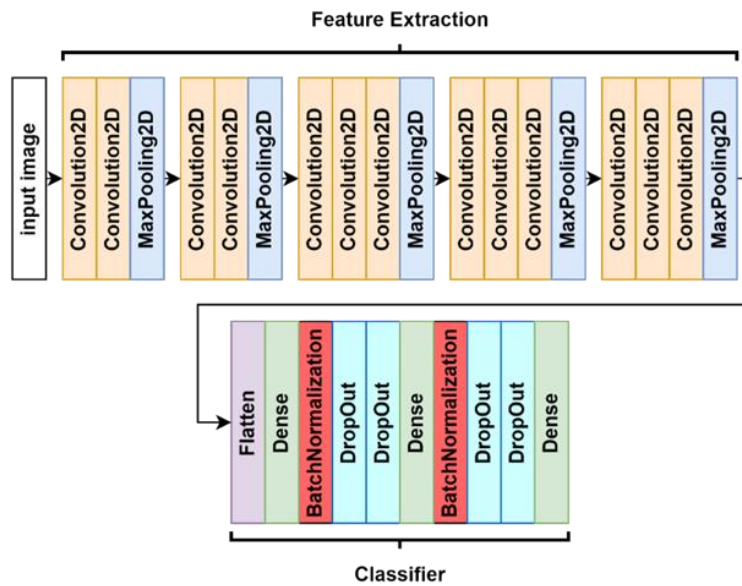 Feature Extraction
input image
Convolution2D
Convolution2D
MaxPooling2D
Convolution2D
Convolution2D
MaxPooling2D
Convolution2D
Convolution2D
Convolution2D
MaxPooling2D
Convolution2D
Convolution2D
Convolution2D
MaxPooling2D
Convolution2D
Convolution2D
Convolution2D
MaxPooling2D
Flatten
Dense
BatchNormalization
DropOut
DropOut
Dense
BatchNormalization
DropOut
DropOut
Dense
Classifier